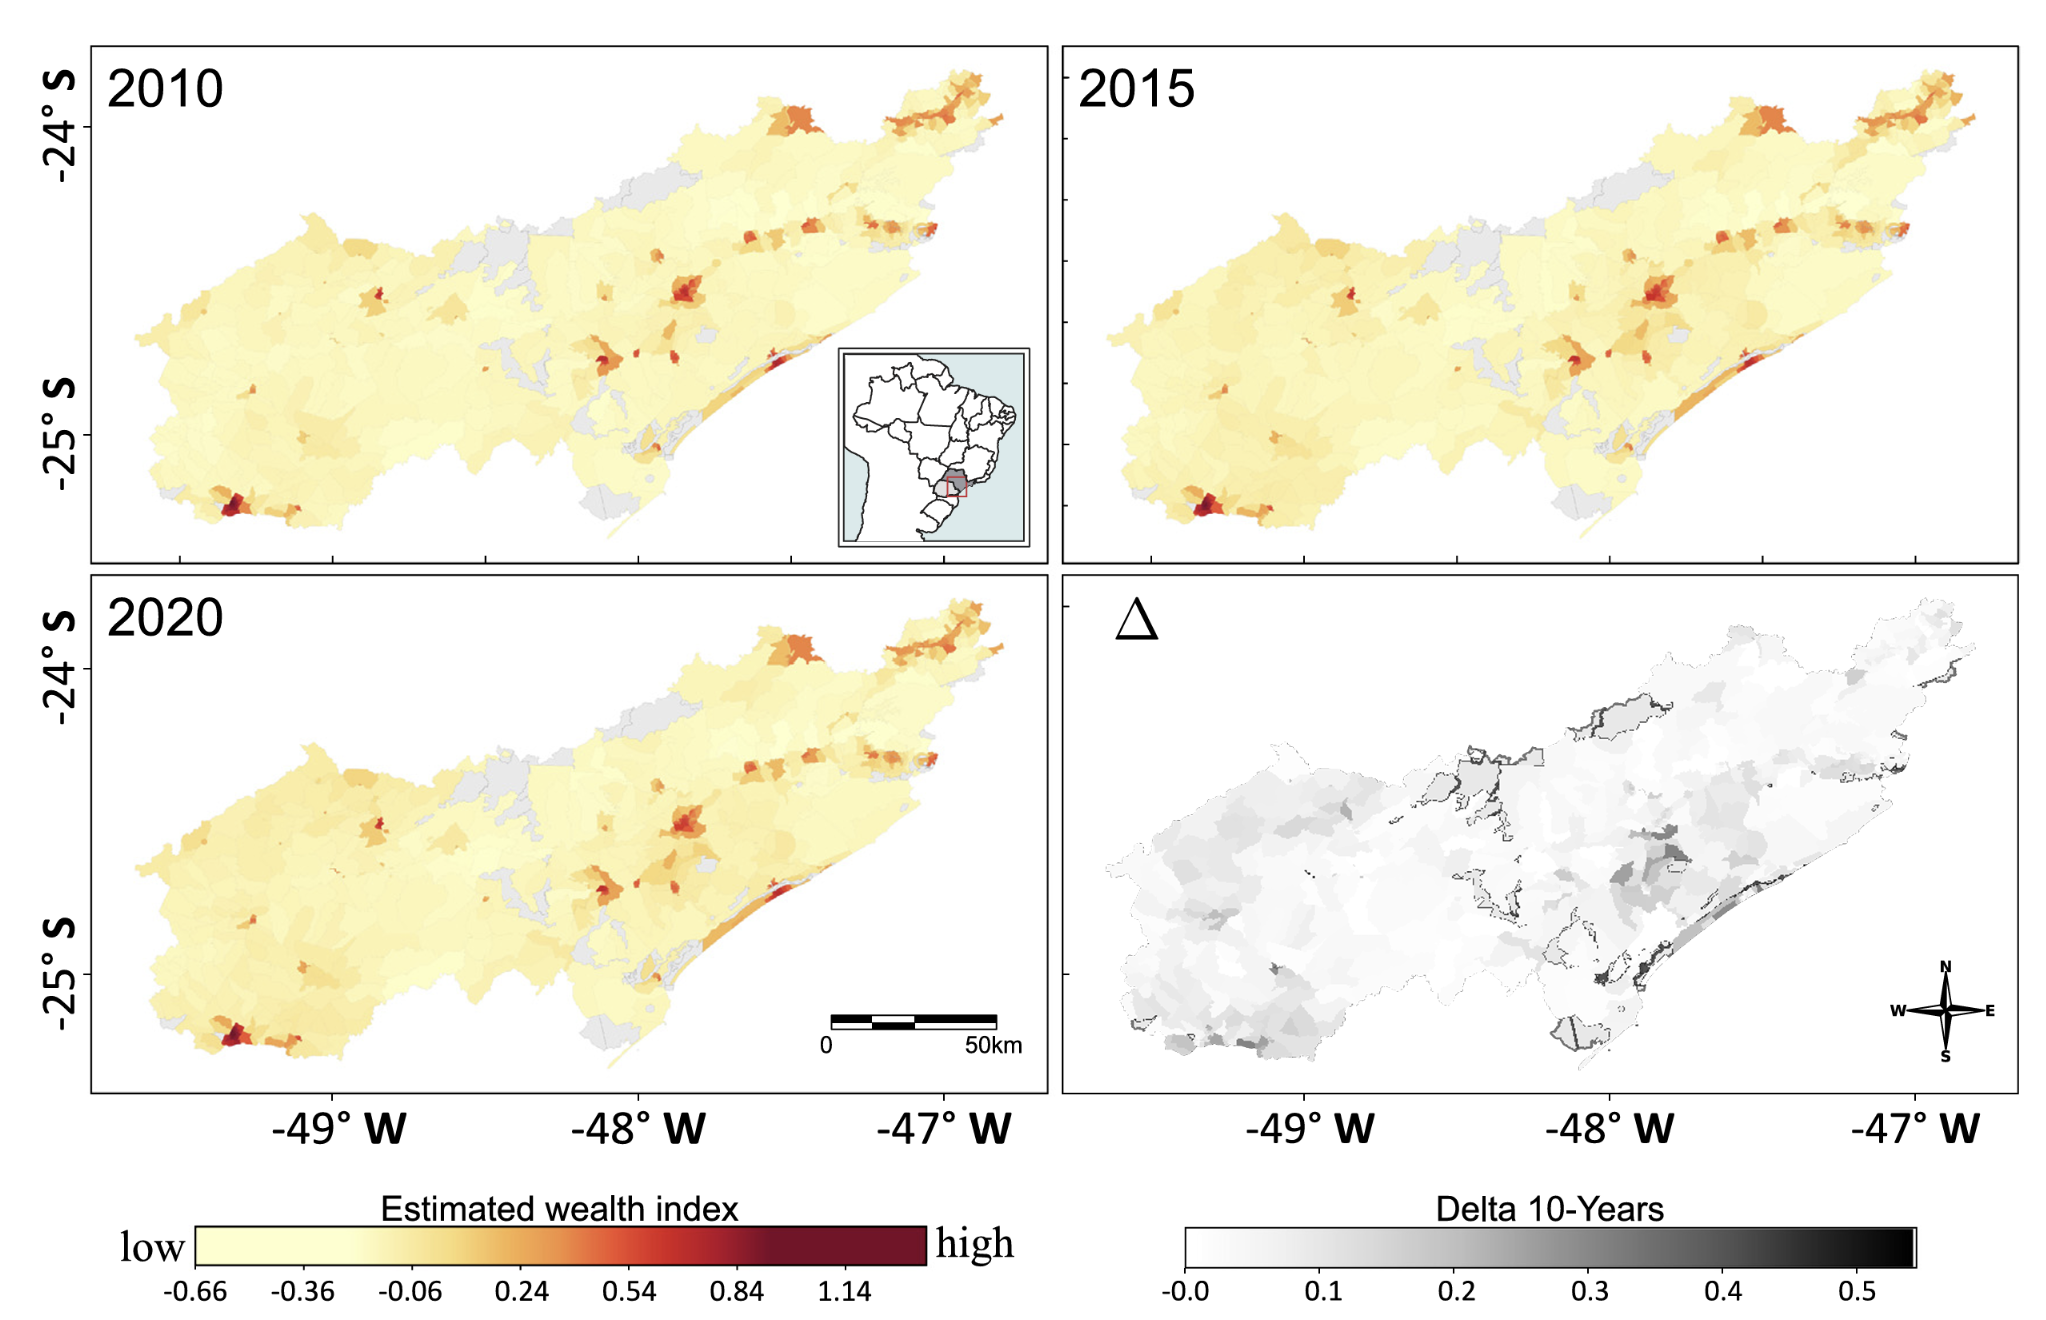 2010
2015
-24° S
-25° S
2020
Δ
-24° S
-25° S
0 50km
N
W E
S
-49° W -48° W -47° W
-49° W -48° W -47° W
Estimated wealth index
low high
-0.66 -0.36 -0.06 0.24 0.54 0.84 1.14
Delta 10-Years
-0.0 0.1 0.2 0.3 0.4 0.5